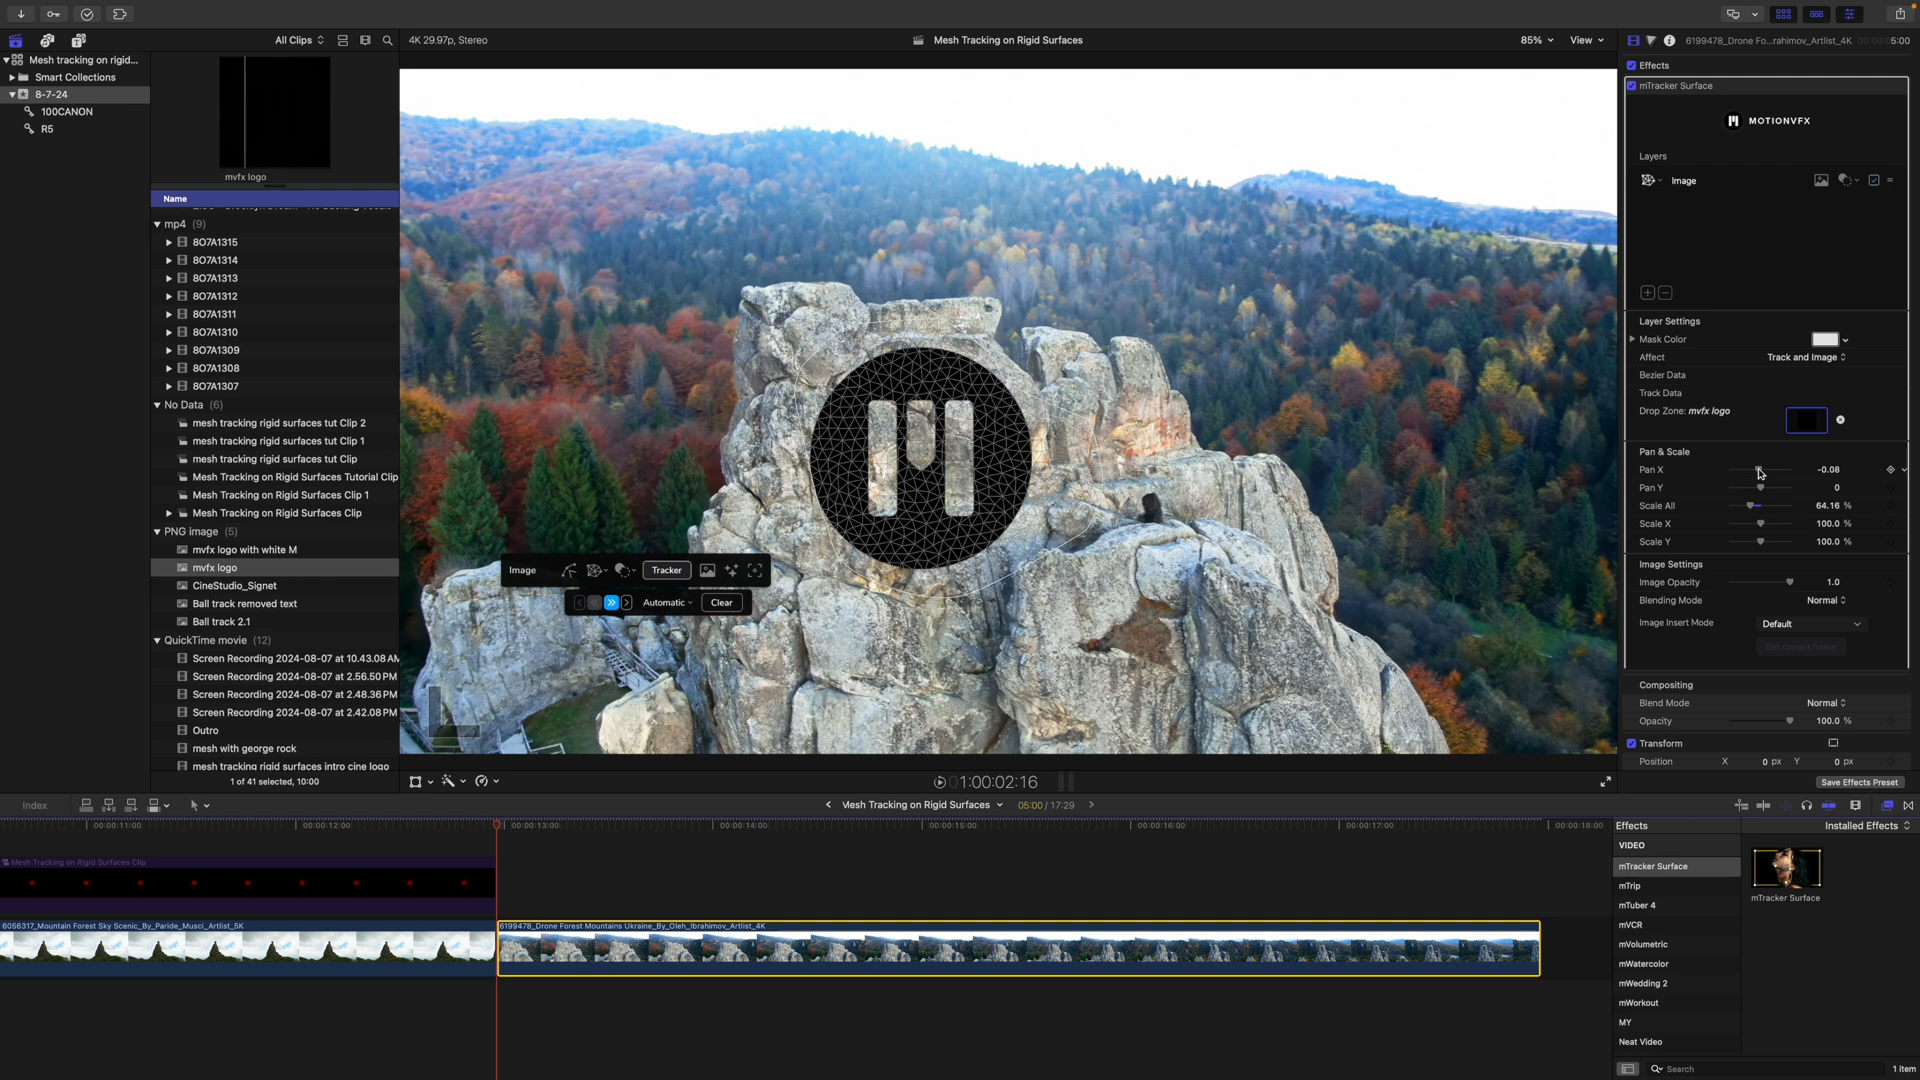 All Clips
4K 29.97p, Stereo
Mesh Tracking on Rigid Surfaces
85%
View
6199478_Drone Fo...rahimov_Artlist_4K
5:00
Mesh tracking on rigid...
Smart Collections
8-7-24
100CANON
R5
mvfx logo
Name
mp4 (9)
8O7A1315
8O7A1314
8O7A1313
8O7A1312
8O7A1311
8O7A1310
8O7A1309
8O7A1308
8O7A1307
No Data (6)
mesh tracking rigid surfaces tut Clip 2
mesh tracking rigid surfaces tut Clip 1
mesh tracking rigid surfaces tut Clip
Mesh Tracking on Rigid Surfaces Tutorial Clip
Mesh Tracking on Rigid Surfaces Clip 1
Mesh Tracking on Rigid Surfaces Clip
PNG image (5)
mvfx logo with white M
mvfx logo
CineStudio_Signet
Ball track removed text
Ball track 2.1
QuickTime movie (12)
Screen Recording 2024-08-07 at 10.43.08 AM
Screen Recording 2024-08-07 at 2.56.50 PM
Screen Recording 2024-08-07 at 2.48.36 PM
Screen Recording 2024-08-07 at 2.42.08 PM
Outro
mesh with george rock
mesh tracking rigid surfaces intro cine logo
1 of 41 selected, 10:00
Image
Tracker
Automatic
Clear
1:00:02:16
Effects
mTracker Surface
MOTIONVFX
Layers
Image
Layer Settings
Mask Color
Affect Track and Image
Bezier Data
Track Data
Drop Zone: mvfx logo
Pan & Scale
Pan X -0.08
Pan Y 0
Scale All 64.16 %
Scale X 100.0 %
Scale Y 100.0 %
Image Settings
Image Opacity 1.0
Blending Mode Normal
Image Insert Mode Default
Set current frame
Compositing
Blend Mode Normal
Opacity 100.0 %
Transform
Position X 0 px Y 0 px
Save Effects Preset
Index
Mesh Tracking on Rigid Surfaces
05:00 / 17:29
00:00:11:00
00:00:12:00
00:00:13:00
00:00:14:00
00:00:15:00
00:00:16:00
00:00:17:00
00:00:18:00
Mesh Tracking on Rigid Surfaces Clip
6056317_Mountain Forest Sky Scenic_By_Paride_Musci_Artlist_5K
6199478_Drone Forest Mountains Ukraine_By_Oleh_Ibrahimov_Artlist_4K
Effects
Installed Effects
VIDEO
mTracker Surface
mTrip
mTuber 4
mVCR
mVolumetric
mWatercolor
mWedding 2
mWorkout
MY
Neat Video
mTracker Surface
Search
1 item